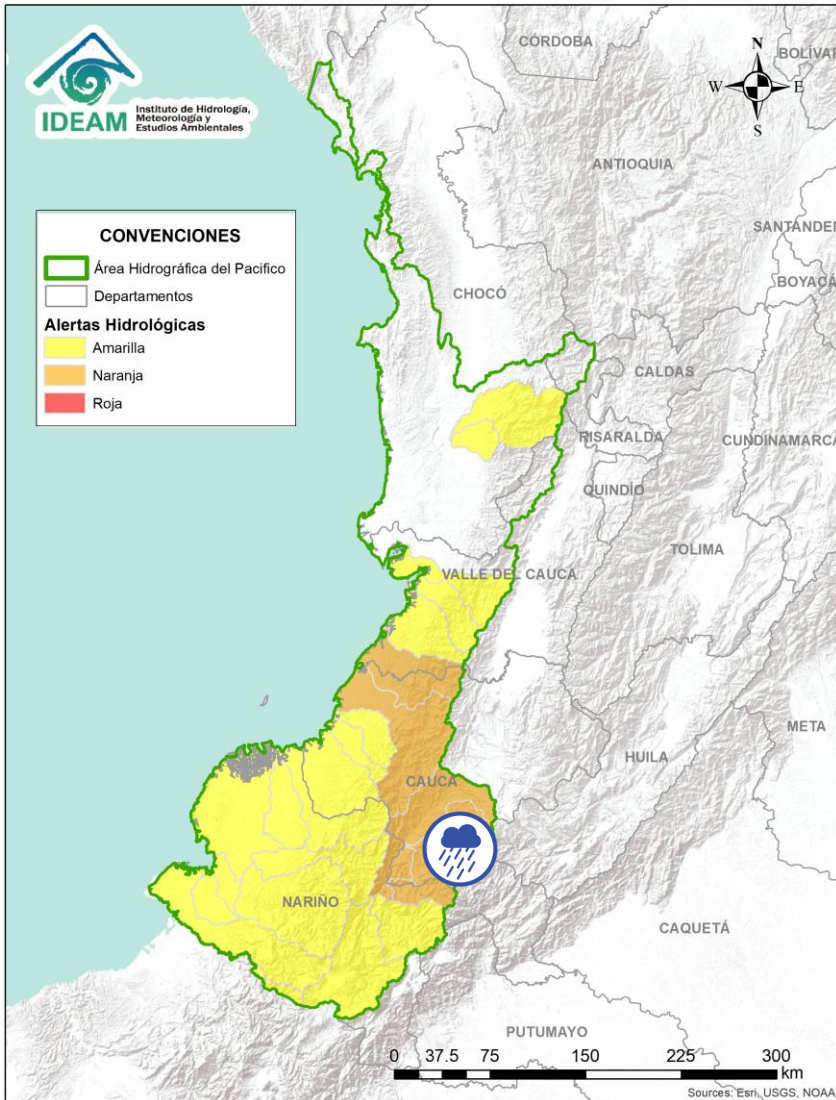 IDEAM
Instituto de Hidrología,
Meteorología y
Estudios Ambientales
CÓRDOBA
BOLÍVAR
N
W
E
S
ANTIOQUIA
SANTANDER
BOYACÁ
CONVENCIONES
Área Hidrográfica del Pacifico
Departamentos
Alertas Hidrológicas
Amarilla
Naranja
Roja
CHOCÓ
CALDAS
RISARALDA
CUNDINAMARCA
QUINDÍO
TOLIMA
VALLE DEL CAUCA
META
HUILA
CAUCA
NARIÑO
CAQUETÁ
PUTUMAYO
0 37.5 75 150 225 300
km
Sources: Esri, USGS, NOAA